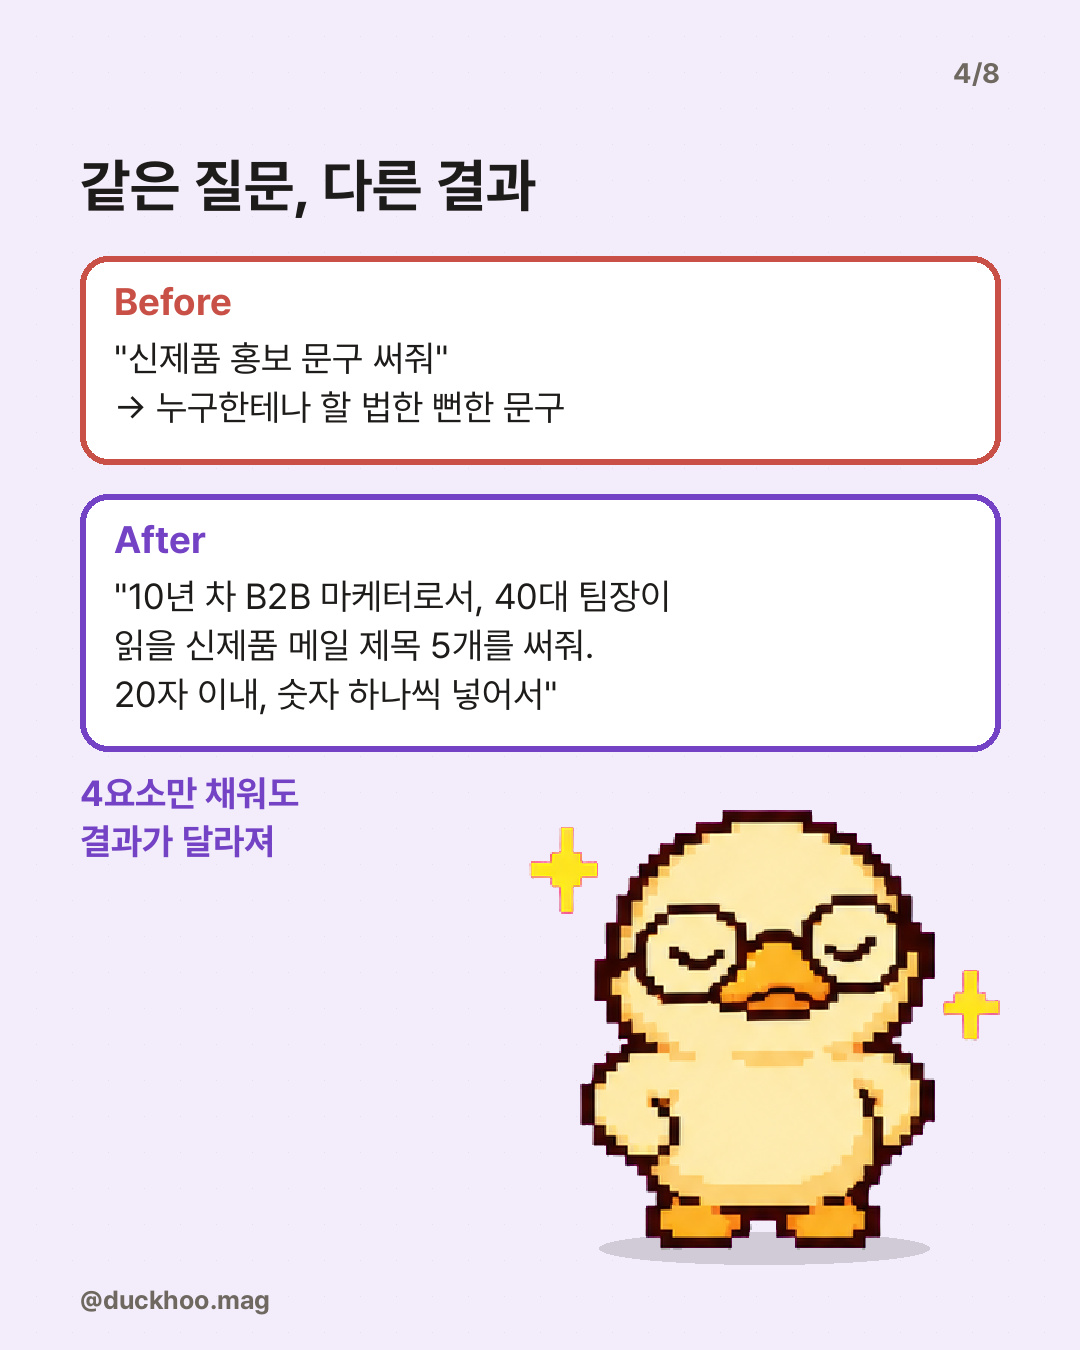 4/8
같은 질문, 다른 결과
Before
"신제품 홍보 문구 써줘"
→ 누구한테나 할 법한 뻔한 문구
After
"10년 차 B2B 마케터로서, 40대 팀장이
읽을 신제품 메일 제목 5개를 써줘.
20자 이내, 숫자 하나씩 넣어서"
4요소만 채워도
결과가 달라져
@duckhoo.mag